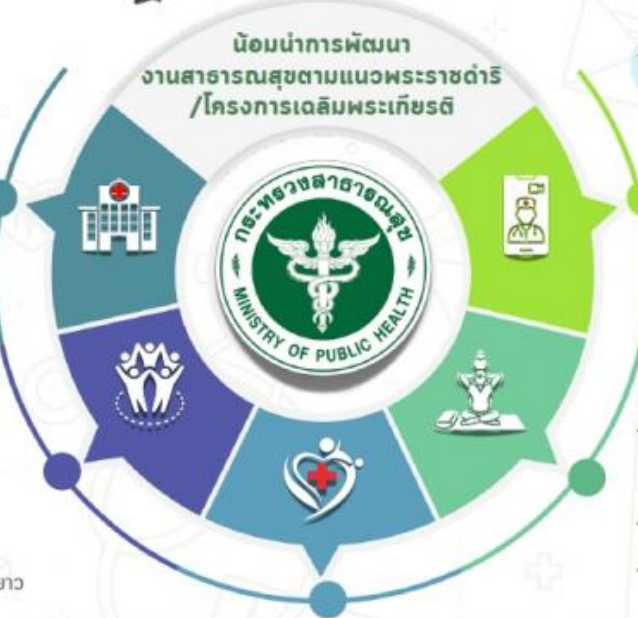 น้อมนำการพัฒนา
งานสาธารณสุขตามแนวพระราชดำริ
/โครงการเฉลิมพระเกียรติ
กระทรวงสาธารณสุข
MINISTRY OF PUBLIC HEALTH
ยาว